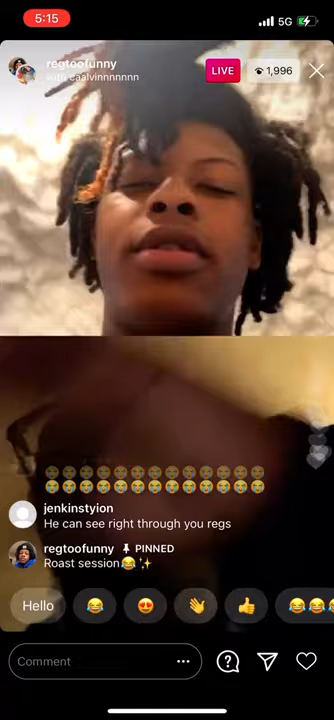 5:15
5G
regtoofunny
with caalvinnnnnnn
LIVE
1,996
jenkinstyion
He can see right through you regs
regtoofunny PINNED
Roast session😂✨
Hello
Comment